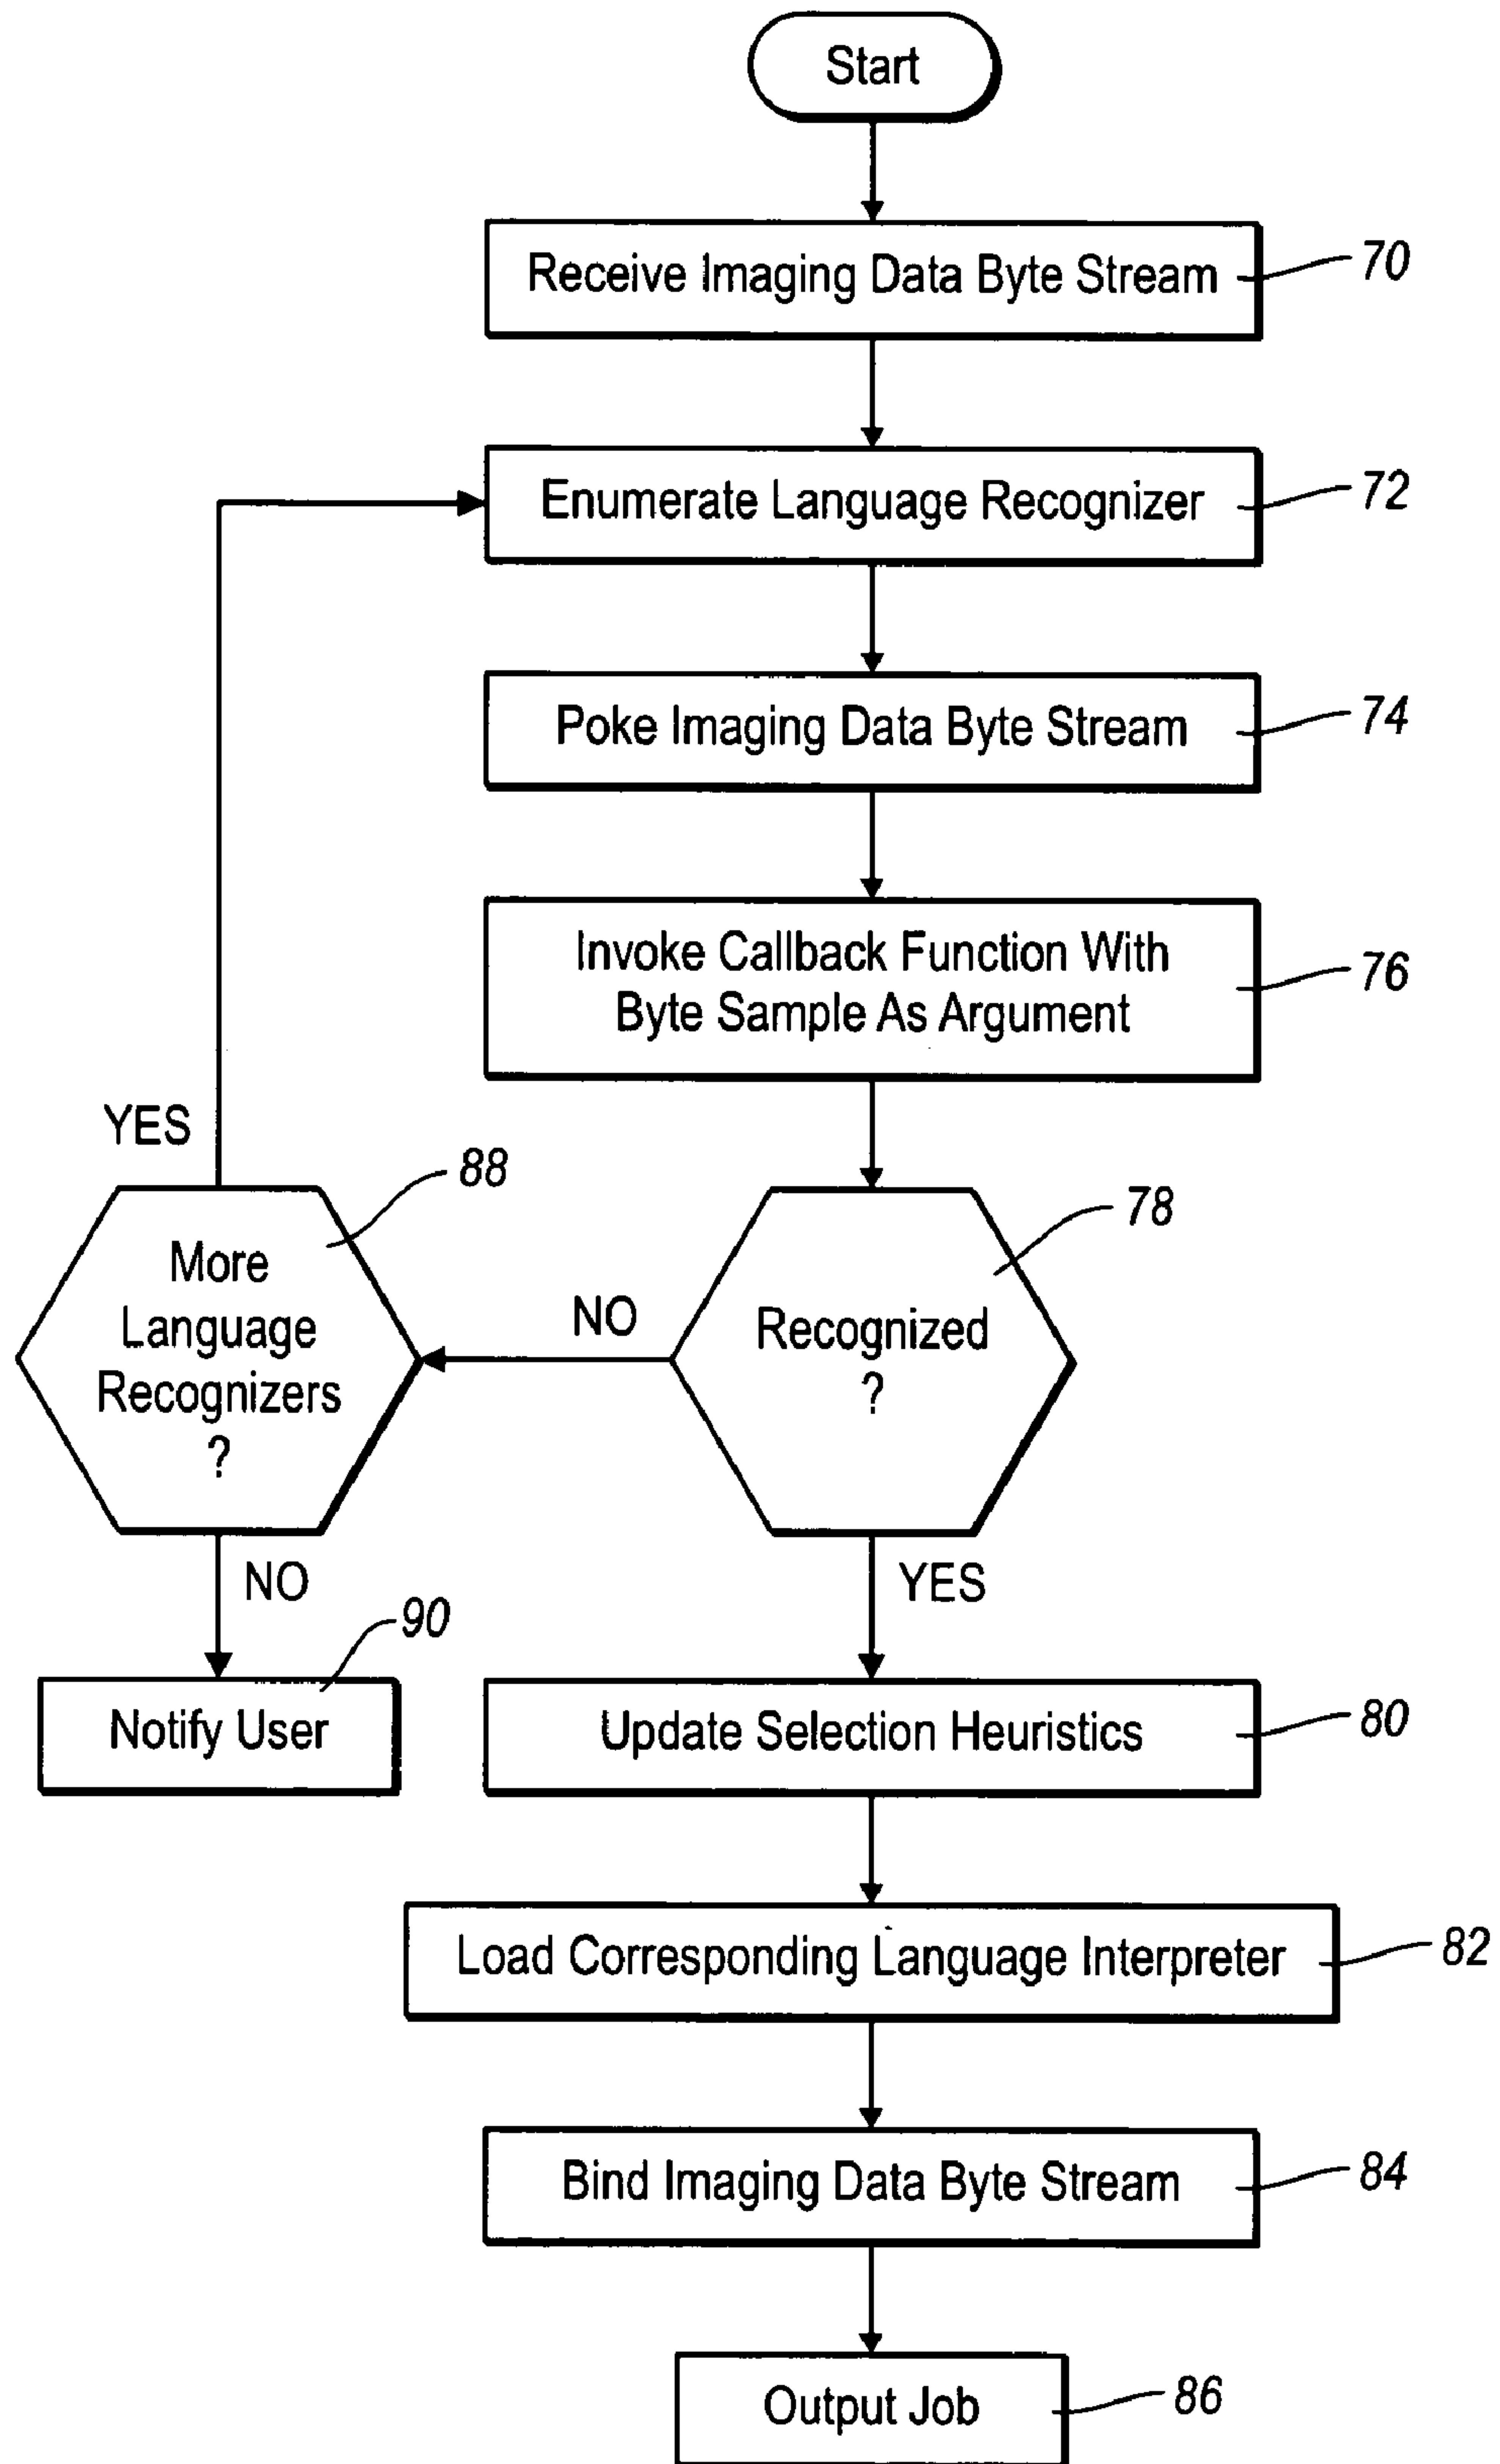 Start
Receive Imaging Data Byte Stream
70
Enumerate Language Recognizer
72
Poke Imaging Data Byte Stream
74
Invoke Callback Function With
Byte Sample As Argument
76
YES
88
More
Language
Recognizers
?
NO
78
Recognized
?
NO
90
Notify User
YES
Update Selection Heuristics
80
Load Corresponding Language Interpreter
82
Bind Imaging Data Byte Stream
84
Output Job
86